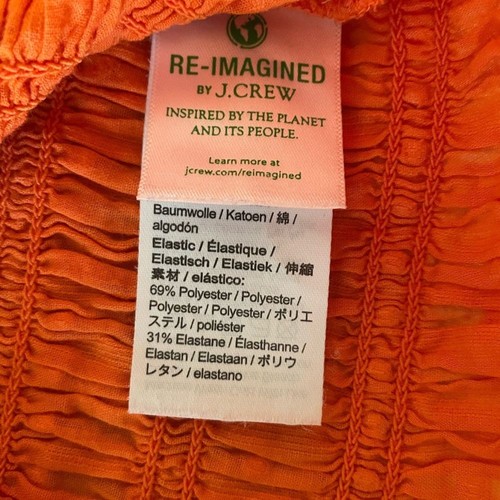 RE-IMAGINED
BY J.CREW
INSPIRED BY THE PLANET
AND ITS PEOPLE.
Learn more at
jcrew.com/reimagined
Baumwolle / Katoen / 綿 /
algodón
Elastic / Élastique /
Elastisch / Elastiek / 伸縮
素材 / elástico:
69% Polyester / Polyester /
Polyester / Polyester / ポリエ
ステル / poliéster
31% Elastane / Élasthanne /
Elastan / Elastaan / ポリウ
レタン / elastano